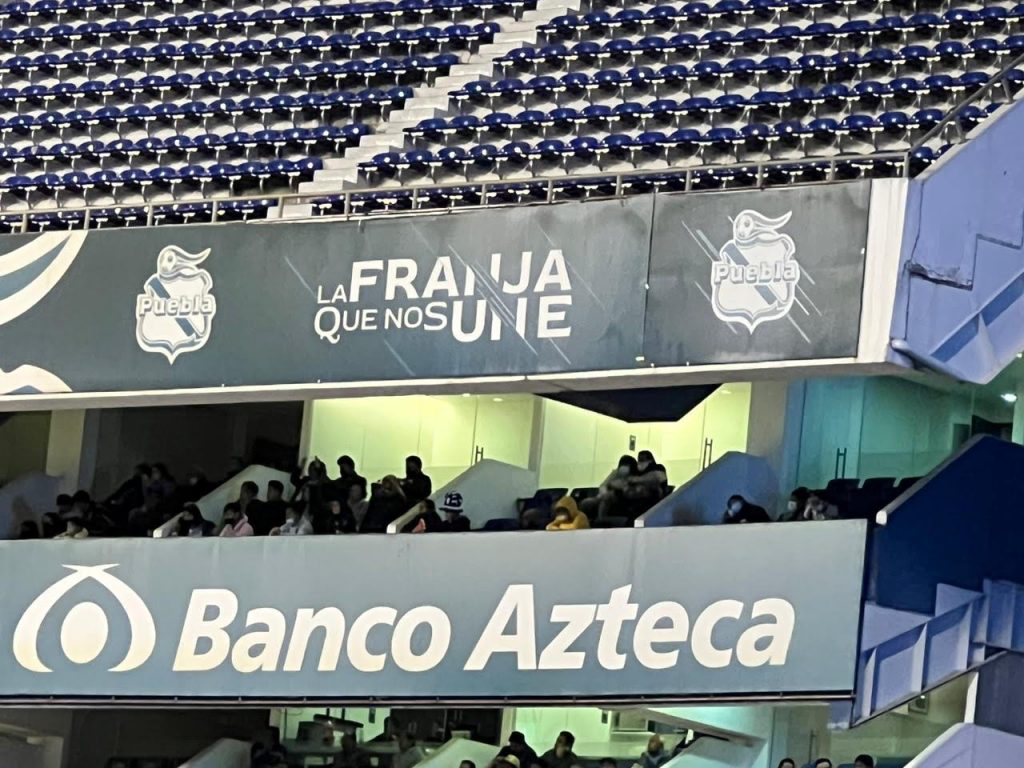 Puebla
LA FRANJA
QUE NOS UNE
Puebla
Banco Azteca